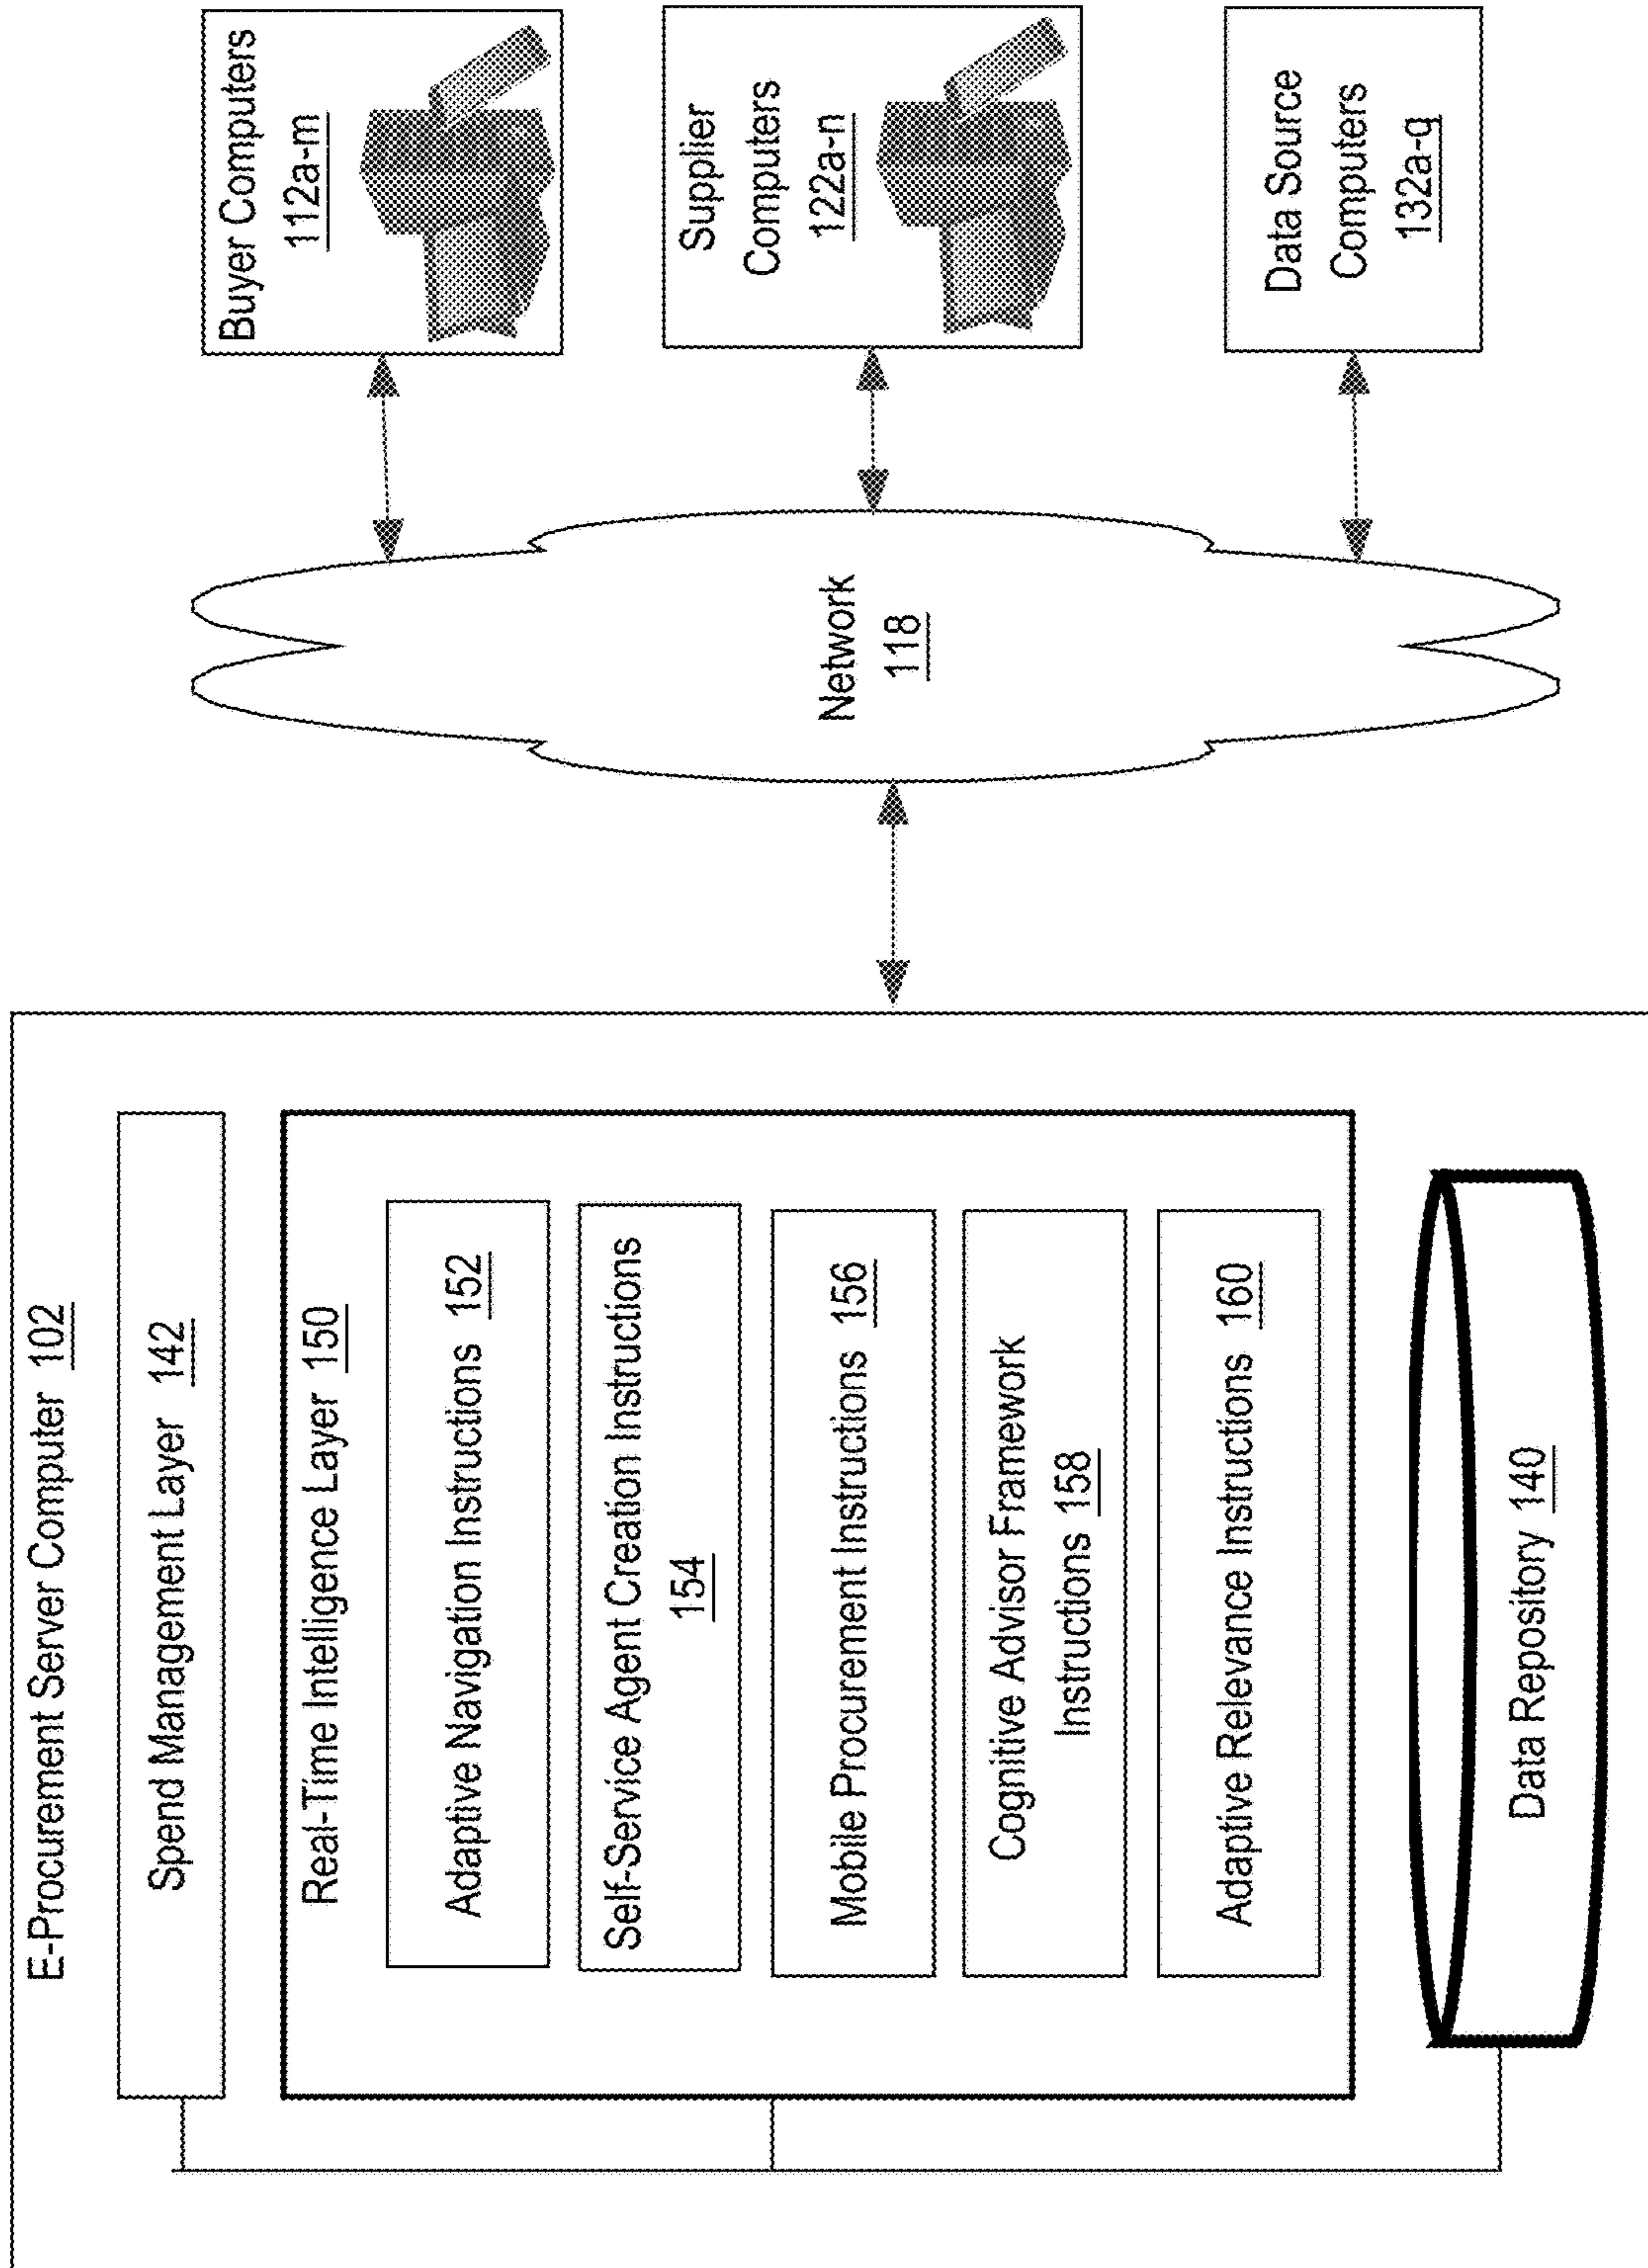 E-Procurement Server Computer 102
Spend Management Layer 142
Real-Time Intelligence Layer 150
Adaptive Navigation Instructions 152
Self-Service Agent Creation Instructions
154
Mobile Procurement Instructions 156
Cognitive Advisor Framework
Instructions 158
Adaptive Relevance Instructions 160
Data Repository 140
Network
118
Buyer Computers
112a-m
Supplier
Computers
122a-n
Data Source
Computers
132a-q